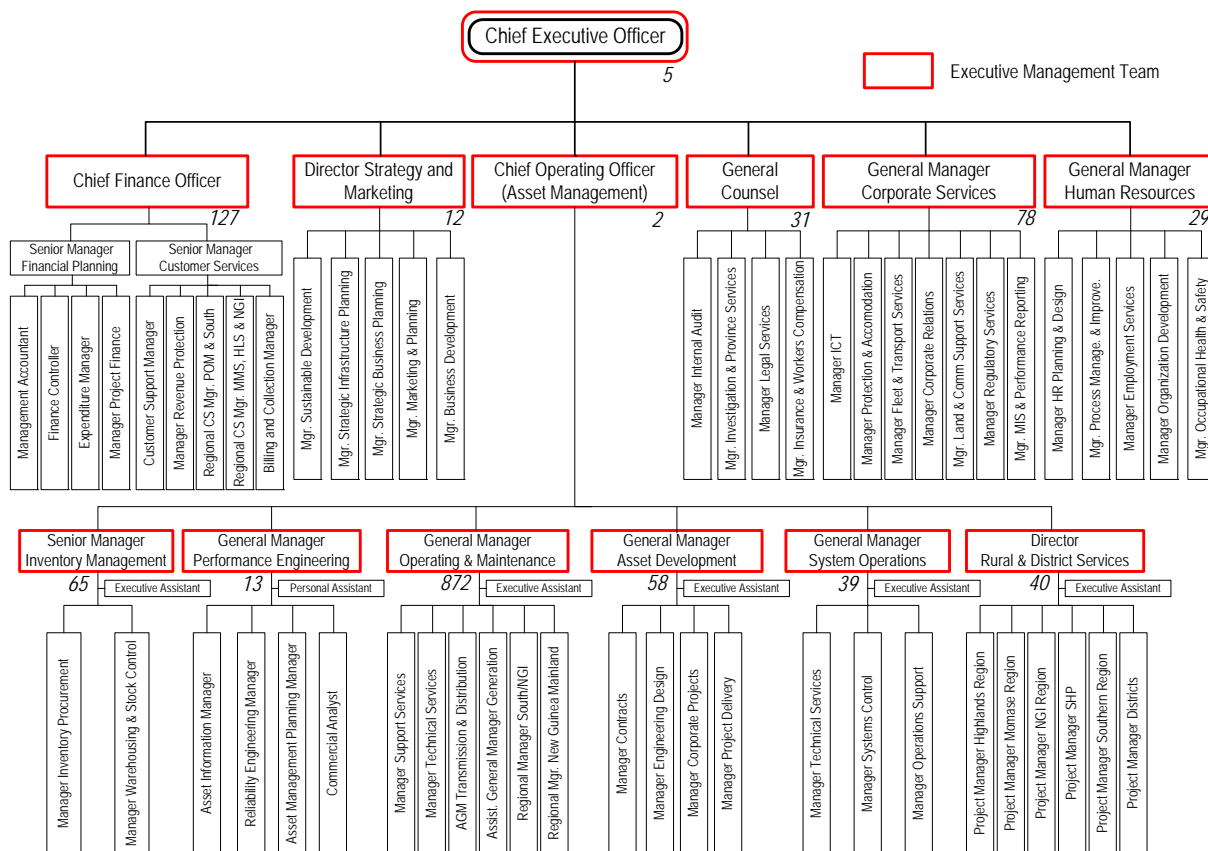 Chief Executive Officer
5
Executive Management Team
Chief Finance Officer
127
Director Strategy and
Marketing
12
Chief Operating Officer
(Asset Management)
2
General
Counsel
31
General Manager
Corporate Services
78
General Manager
Human Resources
29
Senior Manager
Financial Planning
Senior Manager
Customer Services
Management Accountant
Finance Controller
Expenditure Manager
Manager Project Finance
Customer Support Manager
Manager Revenue Protection
Regional CS Mgr. POM & South
Regional CS Mgr. MMS, HLS & NGI
Billing and Collection Manager
Mgr. Sustainable Development
Mgr. Strategic Infrastructure Planning
Mgr. Strategic Business Planning
Mgr. Marketing & Planning
Mgr. Business Development
Manager Internal Audit
Mgr. Investigation & Province Services
Manager Legal Services
Mgr. Insurance & Workers Compensation
Manager ICT
Manager Protection & Accomodation
Manager Fleet & Transport Services
Manager Corporate Relations
Mgr. Land & Comm Support Services
Manager Regulatory Services
Mgr. MIS & Performance Reporting
Manager HR Planning & Design
Mgr. Process Manage. & Improve.
Manager Employment Services
Manager Organization Development
Mgr. Occupational Health & Safety
Senior Manager
Inventory Management
65
Executive Assistant
General Manager
Performance Engineering
13
Personal Assistant
General Manager
Operating & Maintenance
872
Executive Assistant
General Manager
Asset Development
58
Executive Assistant
General Manager
System Operations
39
Executive Assistant
Director
Rural & District Services
40
Executive Assistant
Manager Inventory Procurement
Manager Warehousing & Stock Control
Asset Information Manager
Reliability Engineering Manager
Asset Management Planning Manager
Commercial Analyst
Manager Support Services
Manager Technical Services
AGM Transmission & Distribution
Assist. General Manager Generation
Regional Manager South/NGI
Regional Mgr. New Guinea Mainland
Manager Contracts
Manager Engineering Design
Manager Corporate Projects
Manager Project Delivery
Manager Technical Services
Manager Systems Control
Manager Operations Support
Project Manager Highlands Region
Project Manager Momase Region
Project Manager NGI Region
Project Manager SHP
Project Manager Southern Region
Project Manager Districts